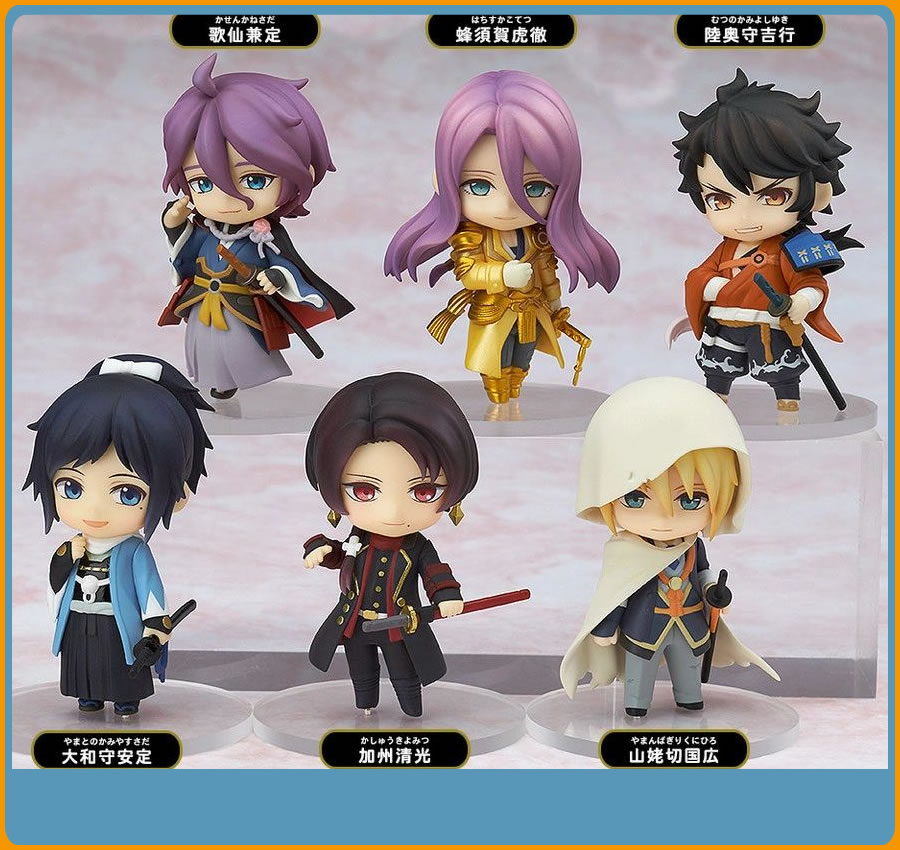 かせんかねさだ
歌仙兼定
はちすかこてつ
蜂須賀虎徹
むつのかみよしゆき
陸奥守吉行
やまとのかみやすさだ
大和守安定
かしゅうきよみつ
加州清光
やまんばぎりくにひろ
山姥切国広